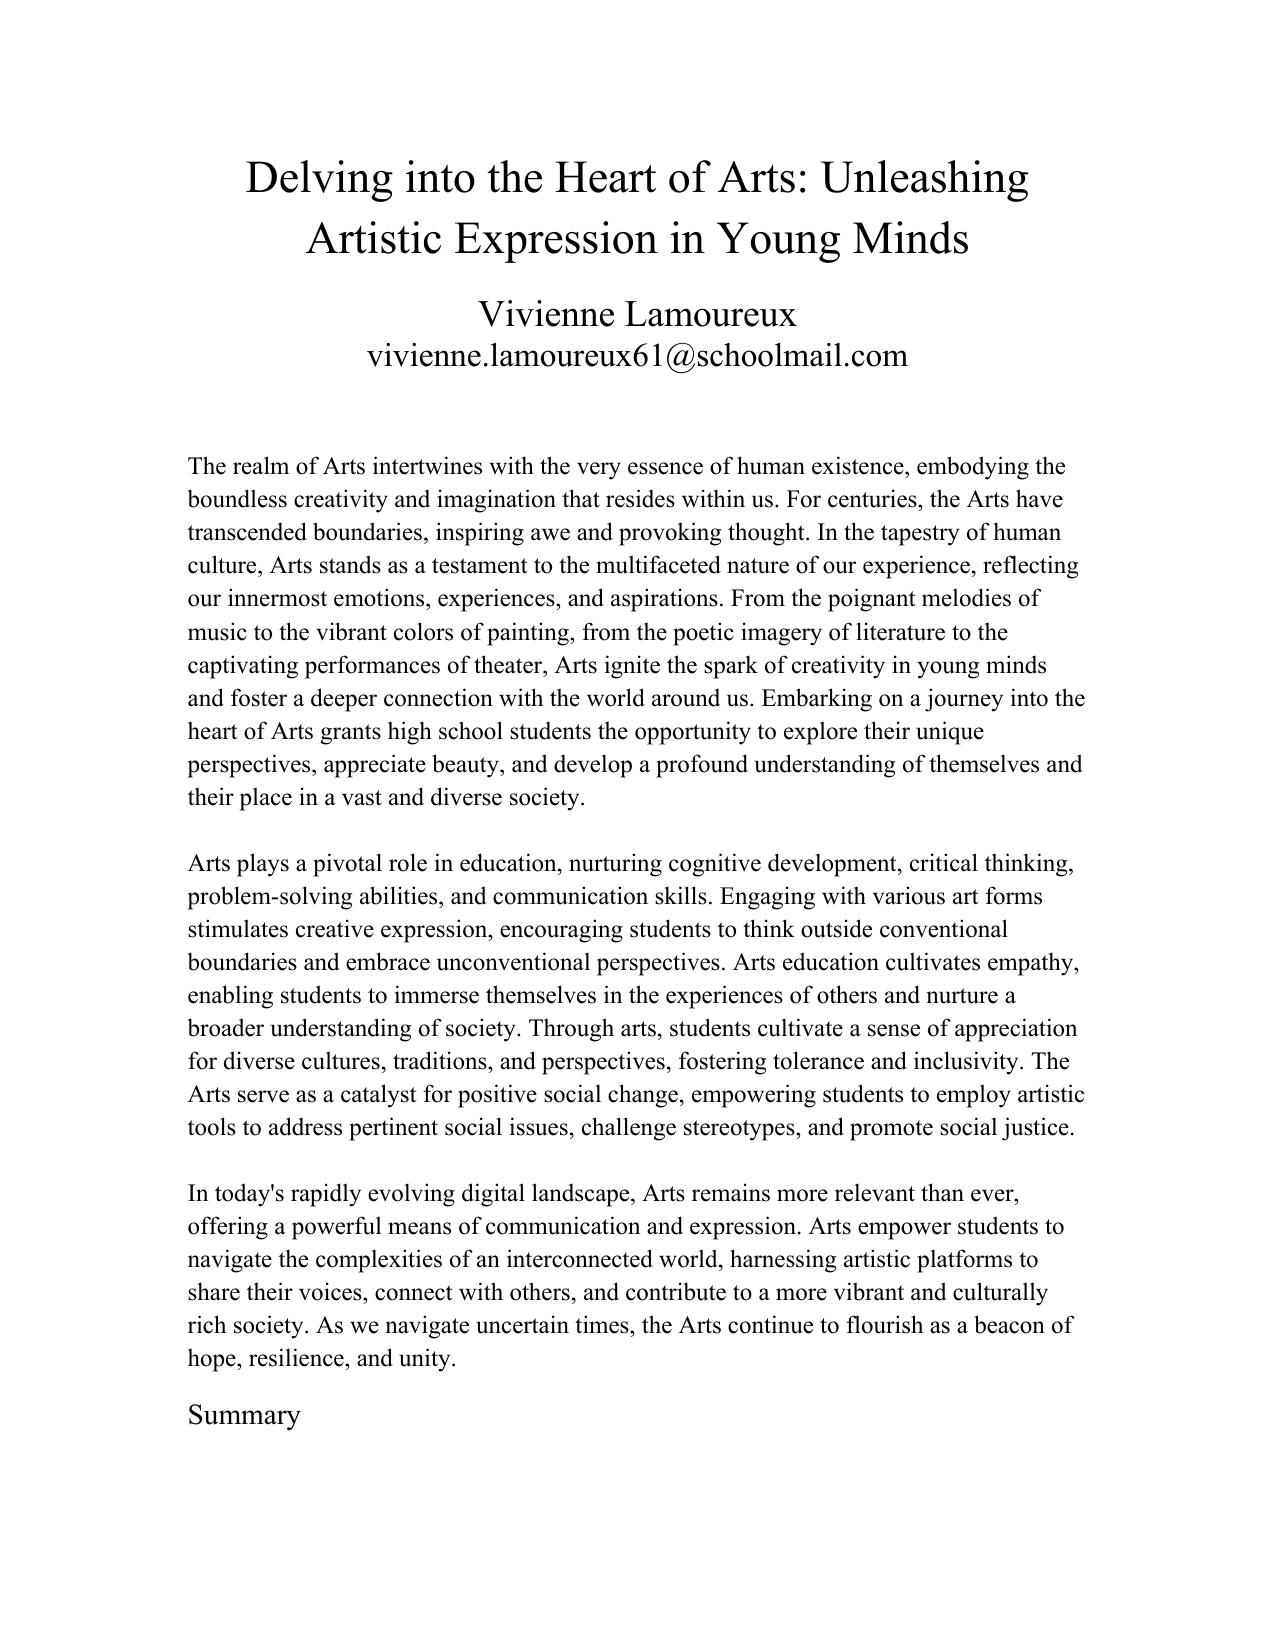 Delving into the Heart of Arts: Unleashing
Artistic Expression in Young Minds
Vivienne Lamoureux
vivienne.lamoureux61@schoolmail.com
The realm of Arts intertwines with the very essence of human existence, embodying the
boundless creativity and imagination that resides within us. For centuries, the Arts have
transcended boundaries, inspiring awe and provoking thought. In the tapestry of human
culture, Arts stands as a testament to the multifaceted nature of our experience, reflecting
our innermost emotions, experiences, and aspirations. From the poignant melodies of
music to the vibrant colors of painting, from the poetic imagery of literature to the
captivating performances of theater, Arts ignite the spark of creativity in young minds
and foster a deeper connection with the world around us. Embarking on a journey into the
heart of Arts grants high school students the opportunity to explore their unique
perspectives, appreciate beauty, and develop a profound understanding of themselves and
their place in a vast and diverse society.
Arts plays a pivotal role in education, nurturing cognitive development, critical thinking,
problem-solving abilities, and communication skills. Engaging with various art forms
stimulates creative expression, encouraging students to think outside conventional
boundaries and embrace unconventional perspectives. Arts education cultivates empathy,
enabling students to immerse themselves in the experiences of others and nurture a
broader understanding of society. Through arts, students cultivate a sense of appreciation
for diverse cultures, traditions, and perspectives, fostering tolerance and inclusivity. The
Arts serve as a catalyst for positive social change, empowering students to employ artistic
tools to address pertinent social issues, challenge stereotypes, and promote social justice.
In today's rapidly evolving digital landscape, Arts remains more relevant than ever,
offering a powerful means of communication and expression. Arts empower students to
navigate the complexities of an interconnected world, harnessing artistic platforms to
share their voices, connect with others, and contribute to a more vibrant and culturally
rich society. As we navigate uncertain times, the Arts continue to flourish as a beacon of
hope, resilience, and unity.
Summary